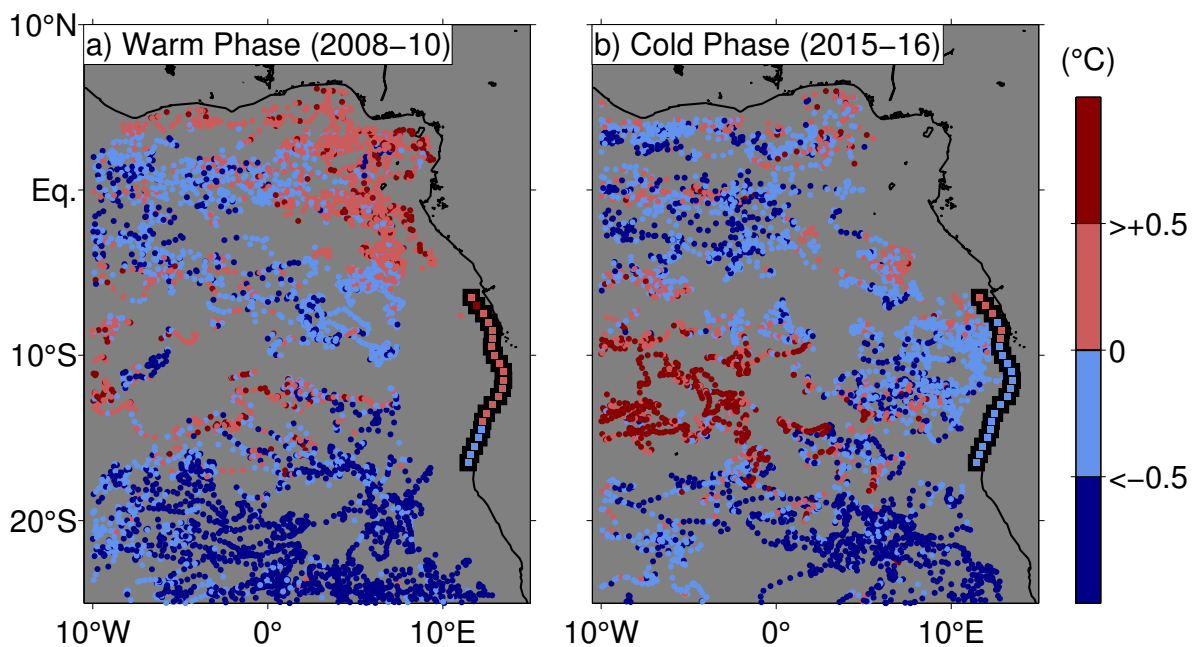 10°N
a) Warm Phase (2008−10)
b) Cold Phase (2015−16)
(°C)
>+0.5
Eq.
0
10°S
<−0.5
20°S
10°W
0°
10°E
10°W
0°
10°E